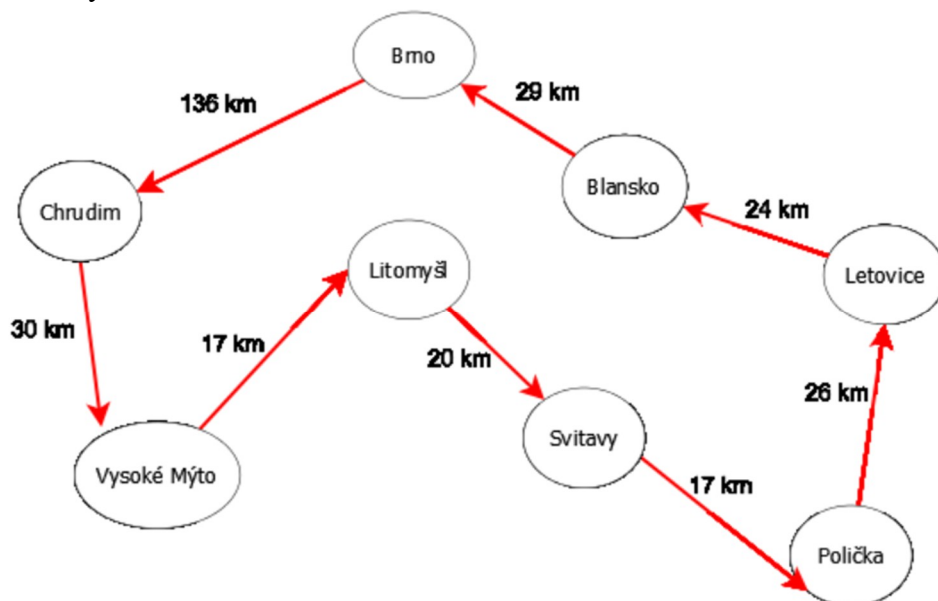 Brno
136 km
29 km
Blansko
Chrudim
24 km
Litomyšl
Letovice
30 km
17 km
20 km
26 km
Svitavy
Vysoké Mýto
17 km
Polička